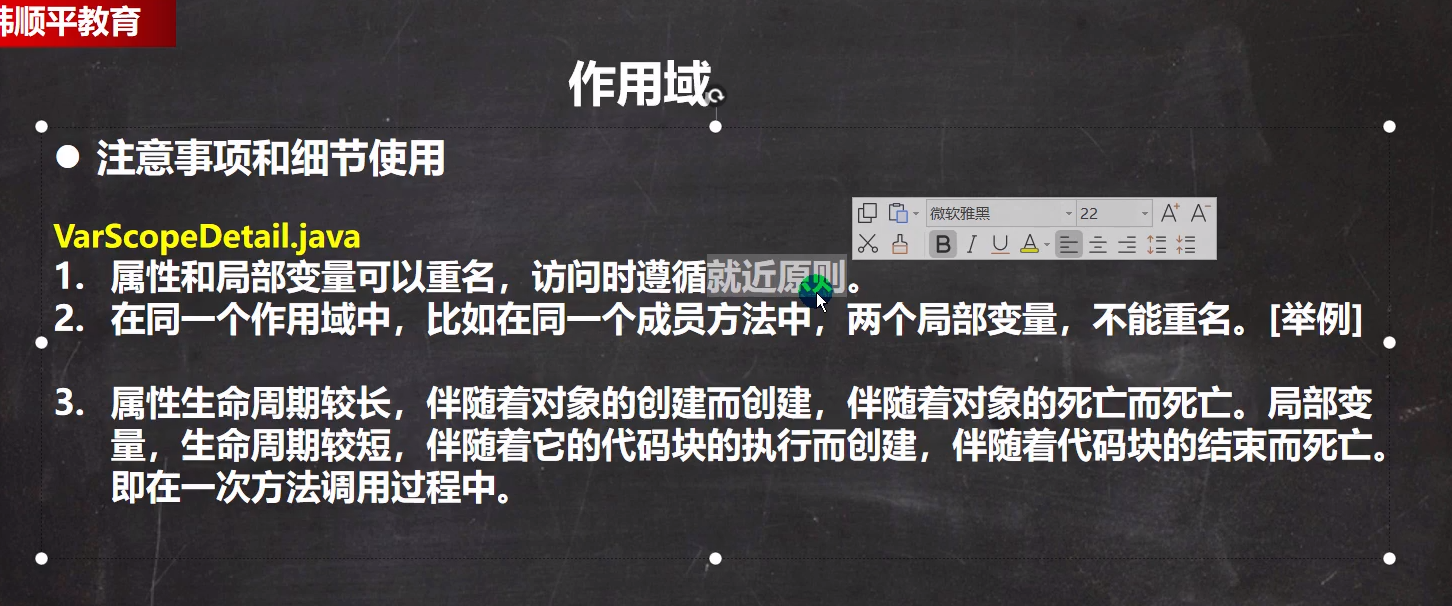 韩顺平教育
作用域
● 注意事项和细节使用
微软雅黑 22 A+ A-
B I U A
VarScopeDetail.java
1. 属性和局部变量可以重名，访问时遵循就近原则。
2. 在同一个作用域中，比如在同一个成员方法中，两个局部变量，不能重名。[举例]
3. 属性生命周期较长，伴随着对象的创建而创建，伴随着对象的死亡而死亡。局部变
量，生命周期较短，伴随着它的代码块的执行而创建，伴随着代码块的结束而死亡。
即在一次方法调用过程中。